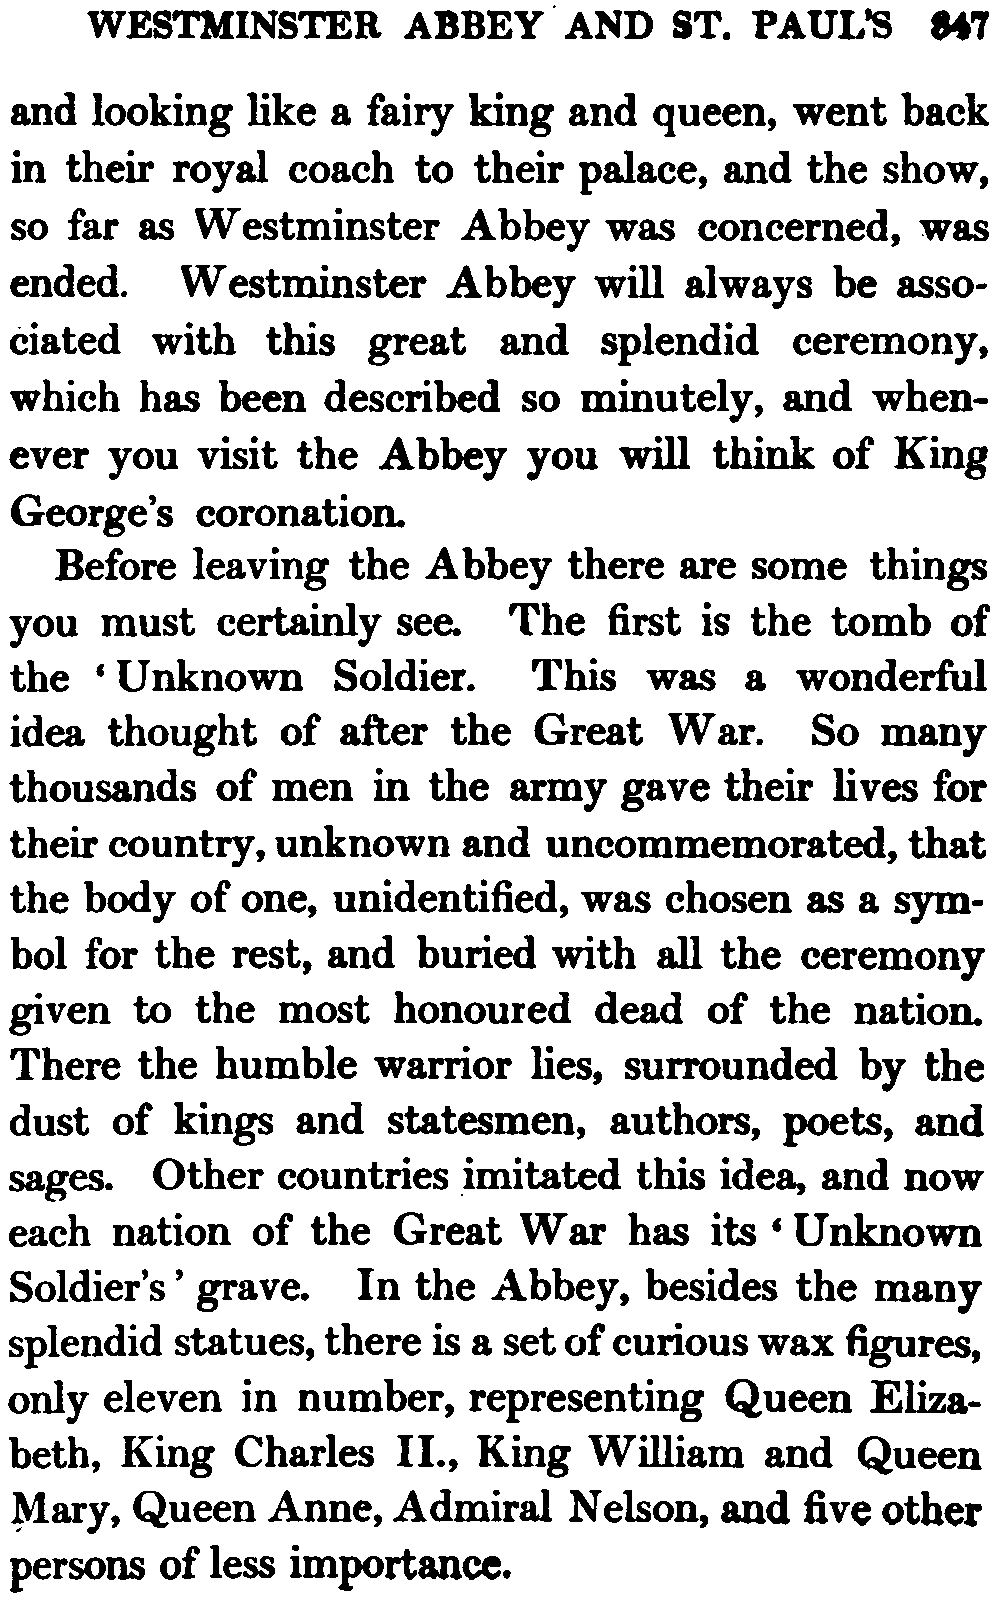 WESTMINSTER ABBEY AND ST. PAUL'S 347
and looking like a fairy king and queen, went back
in their royal coach to their palace, and the show,
so far as Westminster Abbey was concerned, was
ended. Westminster Abbey will always be asso-
ciated with this great and splendid ceremony,
which has been described so minutely, and when-
ever you visit the Abbey you will think of King
George's coronation.
Before leaving the Abbey there are some things
you must certainly see. The first is the tomb of
the ‘Unknown Soldier. This was a wonderful
idea thought of after the Great War. So many
thousands of men in the army gave their lives for
their country, unknown and uncommemorated, that
the body of one, unidentified, was chosen as a sym-
bol for the rest, and buried with all the ceremony
given to the most honoured dead of the nation.
There the humble warrior lies, surrounded by the
dust of kings and statesmen, authors, poets, and
sages. Other countries imitated this idea, and now
each nation of the Great War has its ‘Unknown
Soldier's’ grave. In the Abbey, besides the many
splendid statues, there is a set of curious wax figures,
only eleven in number, representing Queen Eliza-
beth, King Charles II., King William and Queen
Mary, Queen Anne, Admiral Nelson, and five other
persons of less importance.